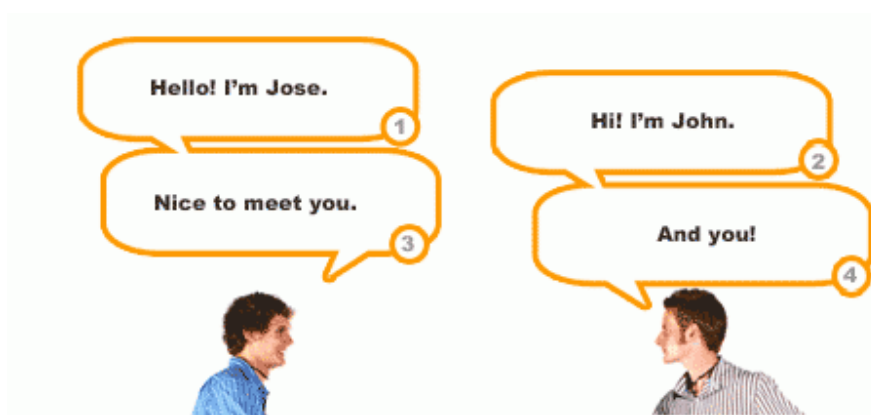 Hello! I'm Jose.
1
Hi! I'm John.
2
Nice to meet you.
3
And you!
4